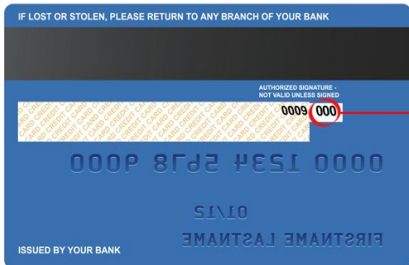 IF LOST OR STOLEN, PLEASE RETURN TO ANY BRANCH OF YOUR BANK
AUTHORIZED SIGNATURE -
NOT VALID UNLESS SIGNED
0009 000
0000 1234 5678 9000
01/12
FIRSTNAME LASTNAME
ISSUED BY YOUR BANK